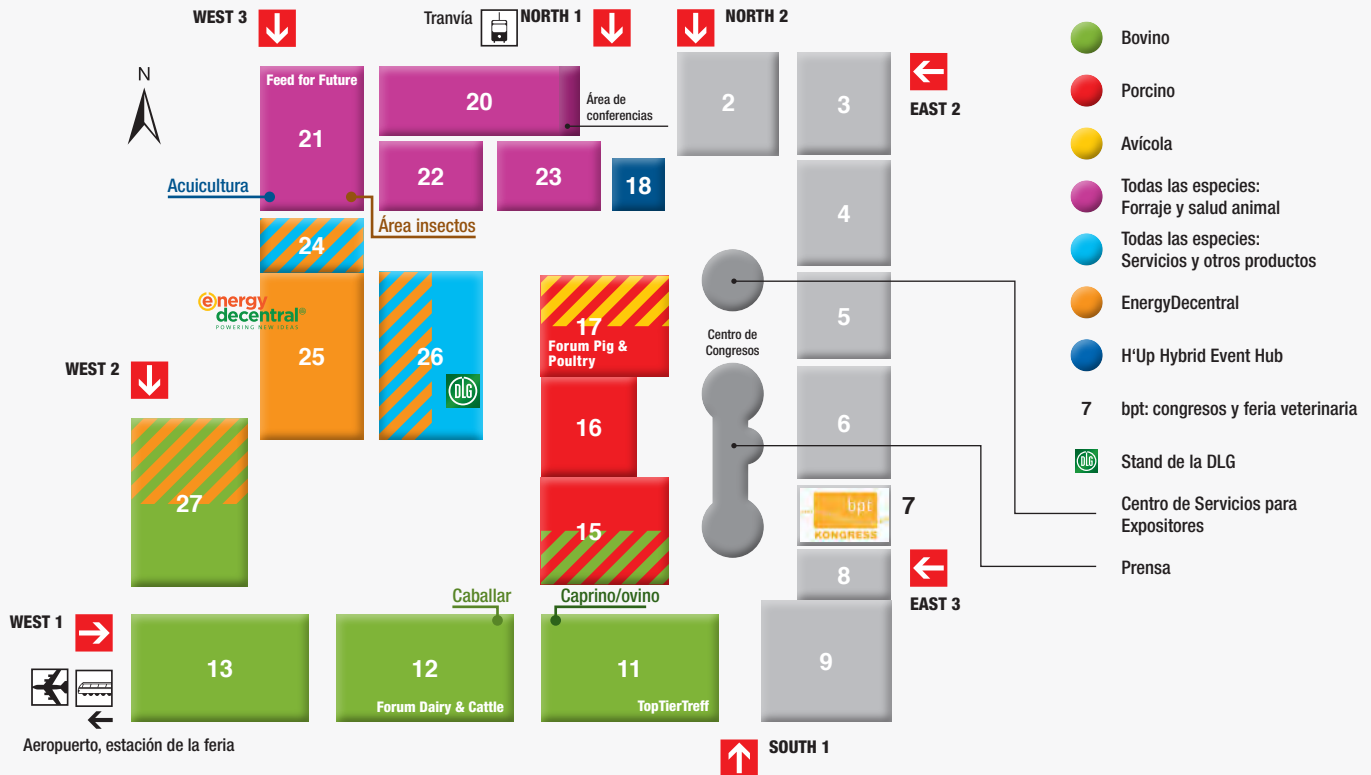 WEST 3
Tranvía
NORTH 1
NORTH 2
N
Feed for Future
21
20
Área de
conferencias
2
3
EAST 2
22
23
18
Acuicultura
Área insectos
4
24
energy
decentral®
POWERING NEW IDEAS
25
26
DLG
17
Forum Pig &
Poultry
Centro de
Congresos
5
WEST 2
16
6
27
15
bpt
KONGRESS
7
8
EAST 3
Caballar
Caprino/ovino
WEST 1
13
12
Forum Dairy & Cattle
11
TopTierTreff
9
Aeropuerto, estación de la feria
SOUTH 1
Bovino
Porcino
Avícola
Todas las especies:
Forraje y salud animal
Todas las especies:
Servicios y otros productos
EnergyDecentral
H'Up Hybrid Event Hub
7 bpt: congresos y feria veterinaria
DLG Stand de la DLG
Centro de Servicios para
Expositores
Prensa